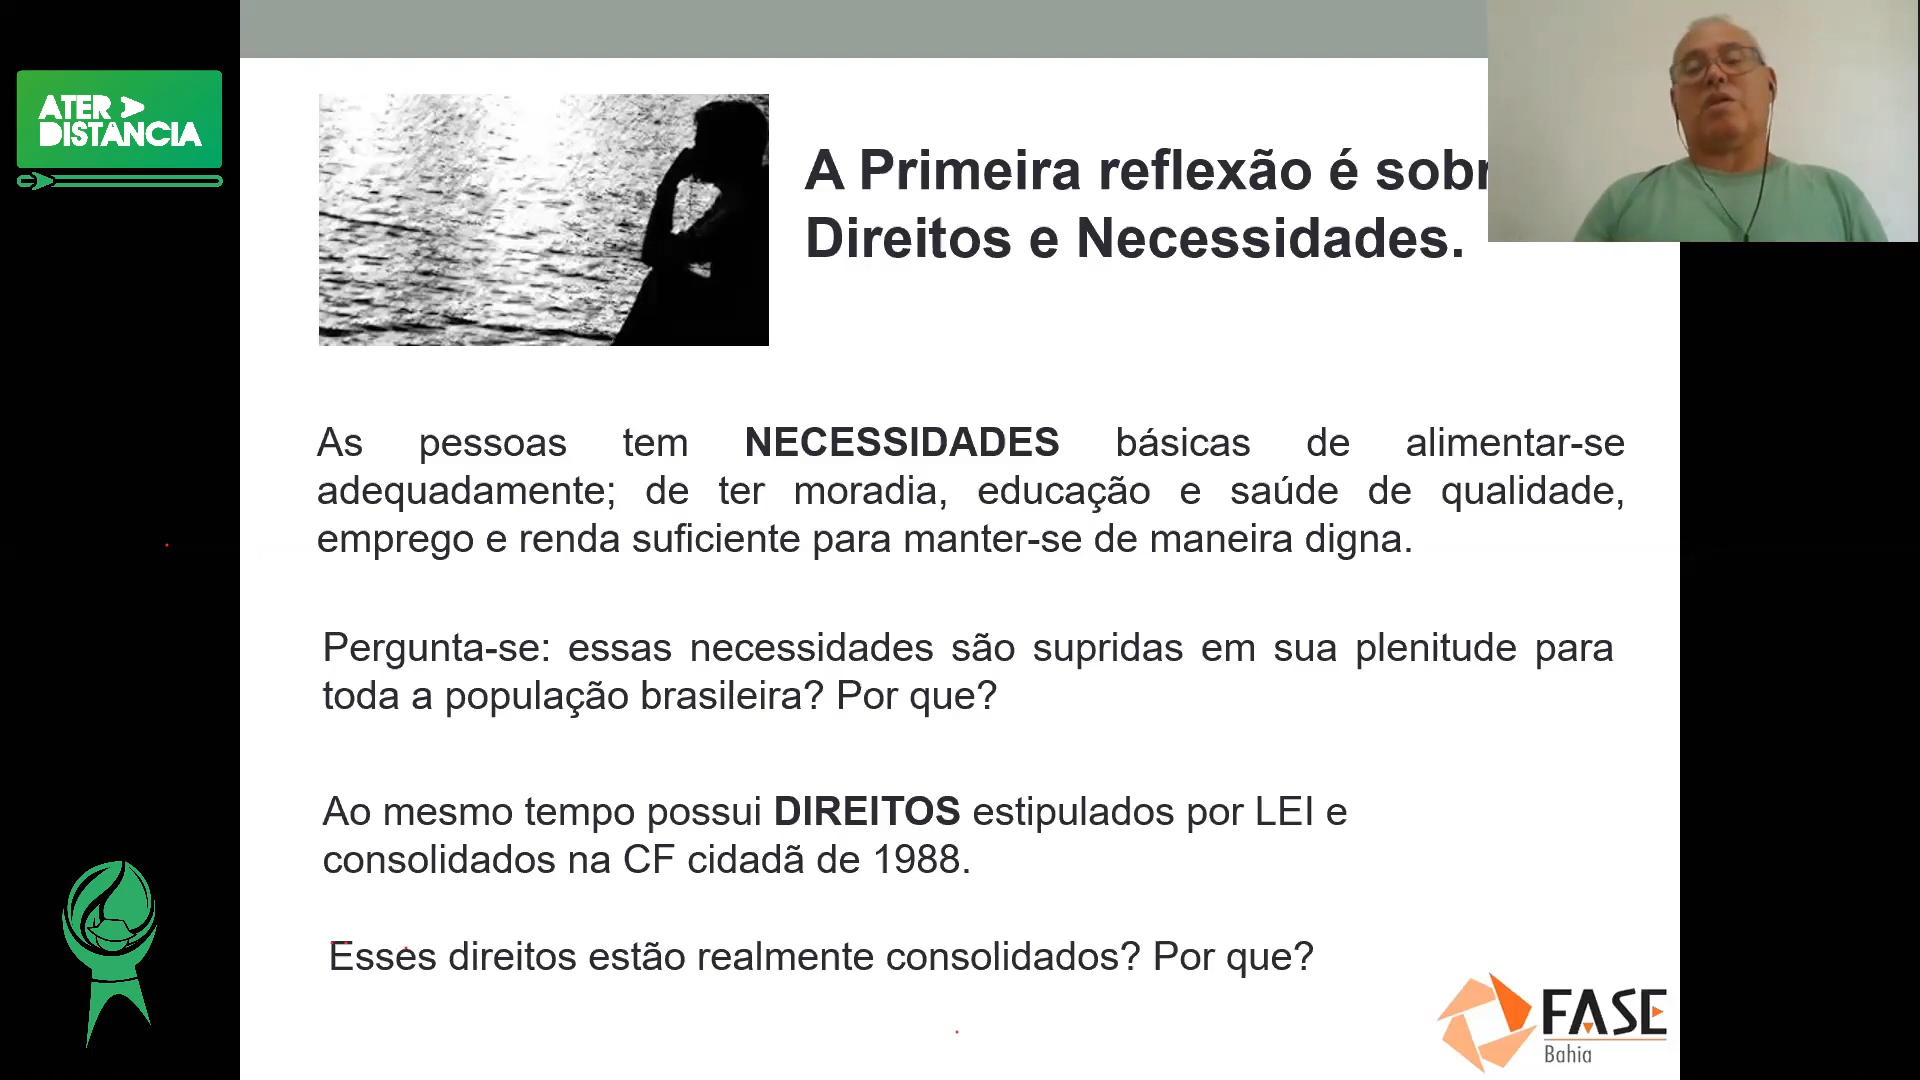 ATER
DISTANCIA
A Primeira reflexão é sobr
Direitos e Necessidades.
As pessoas tem NECESSIDADES básicas de alimentar-se
adequadamente; de ter moradia, educação e saúde de qualidade,
emprego e renda suficiente para manter-se de maneira digna.
Pergunta-se: essas necessidades são supridas em sua plenitude para
toda a população brasileira? Por que?
Ao mesmo tempo possui DIREITOS estipulados por LEI e
consolidados na CF cidadã de 1988.
Esses direitos estão realmente consolidados? Por que?
FASE
Bahia